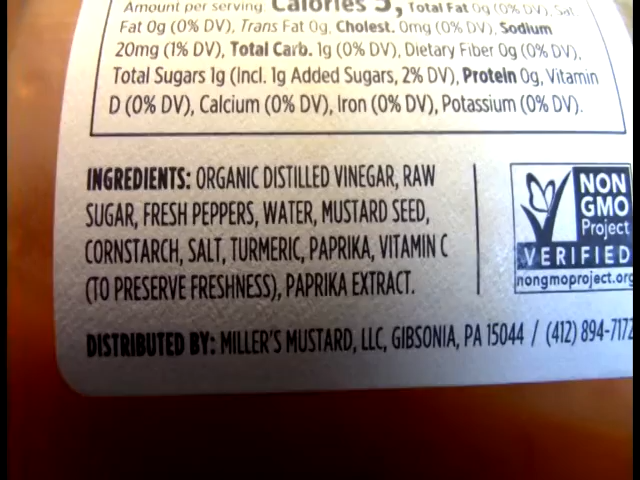 Amount per serving: Calories 5, Total Fat 0g (0% DV), Sat.
Fat 0g (0% DV), Trans Fat 0g, Cholest. 0mg (0% DV), Sodium
20mg (1% DV), Total Carb. 1g (0% DV), Dietary Fiber 0g (0% DV),
Total Sugars 1g (Incl. 1g Added Sugars, 2% DV), Protein 0g, Vitamin
D (0% DV), Calcium (0% DV), Iron (0% DV), Potassium (0% DV).
INGREDIENTS: ORGANIC DISTILLED VINEGAR, RAW
SUGAR, FRESH PEPPERS, WATER, MUSTARD SEED,
CORNSTARCH, SALT, TURMERIC, PAPRIKA, VITAMIN C
(TO PRESERVE FRESHNESS), PAPRIKA EXTRACT.
NON
GMO
Project
VERIFIED
nongmoproject.org
DISTRIBUTED BY: MILLER'S MUSTARD, LLC, GIBSONIA, PA 15044 / (412) 894-7172